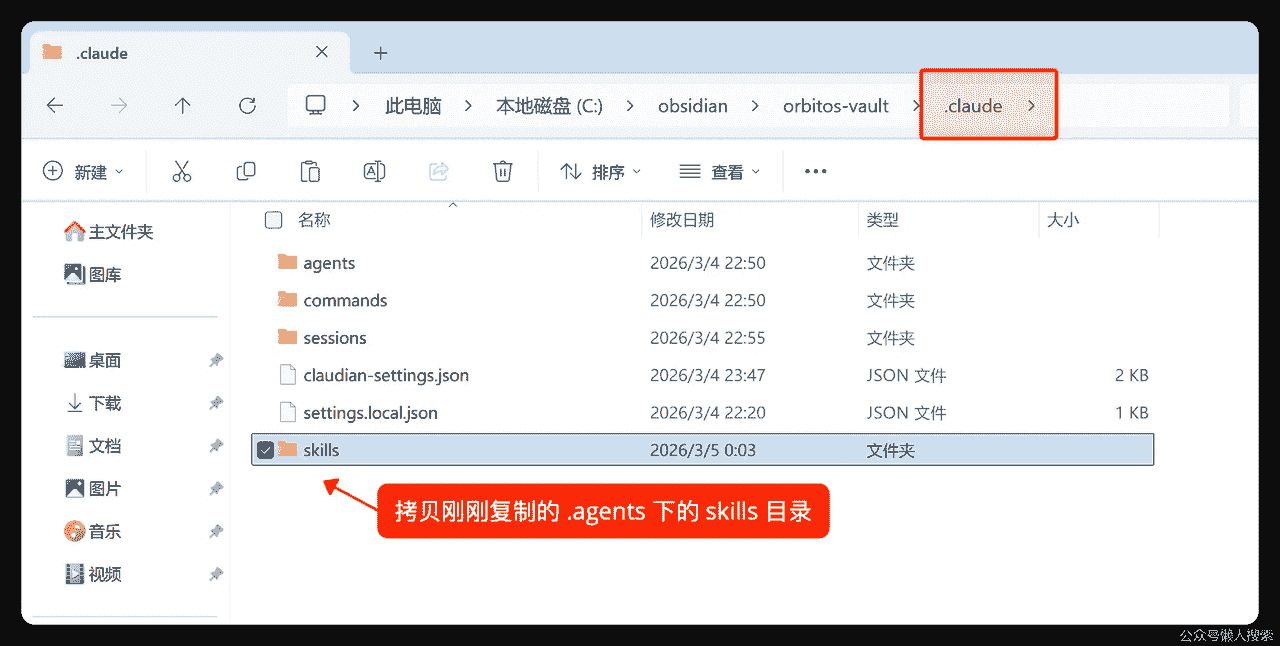 .claude
此电脑 > 本地磁盘 (C:) > obsidian > orbitos-vault > .claude >
新建 排序 查看 •••
名称 修改日期 类型 大小
主文件夹
图库
桌面
下载
文档
图片
音乐
视频
agents 2026/3/4 22:50 文件夹
commands 2026/3/4 22:50 文件夹
sessions 2026/3/4 22:55 文件夹
claudian-settings.json 2026/3/4 23:47 JSON 文件 2 KB
settings.local.json 2026/3/4 22:20 JSON 文件 1 KB
skills 2026/3/5 0:03 文件夹
拷贝刚刚复制的 .agents 下的 skills 目录
公众号懒人搜索